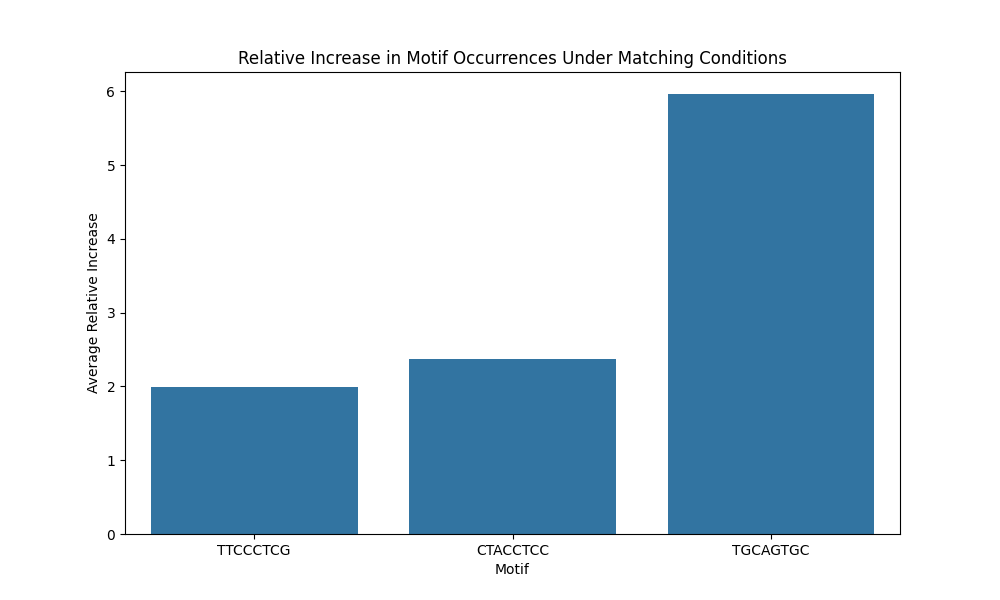 Relative Increase in Motif Occurrences Under Matching Conditions
Average Relative Increase
6
5
4
3
2
1
0
TTCCCTCG CTACCTCC TGCAGTGC
Motif